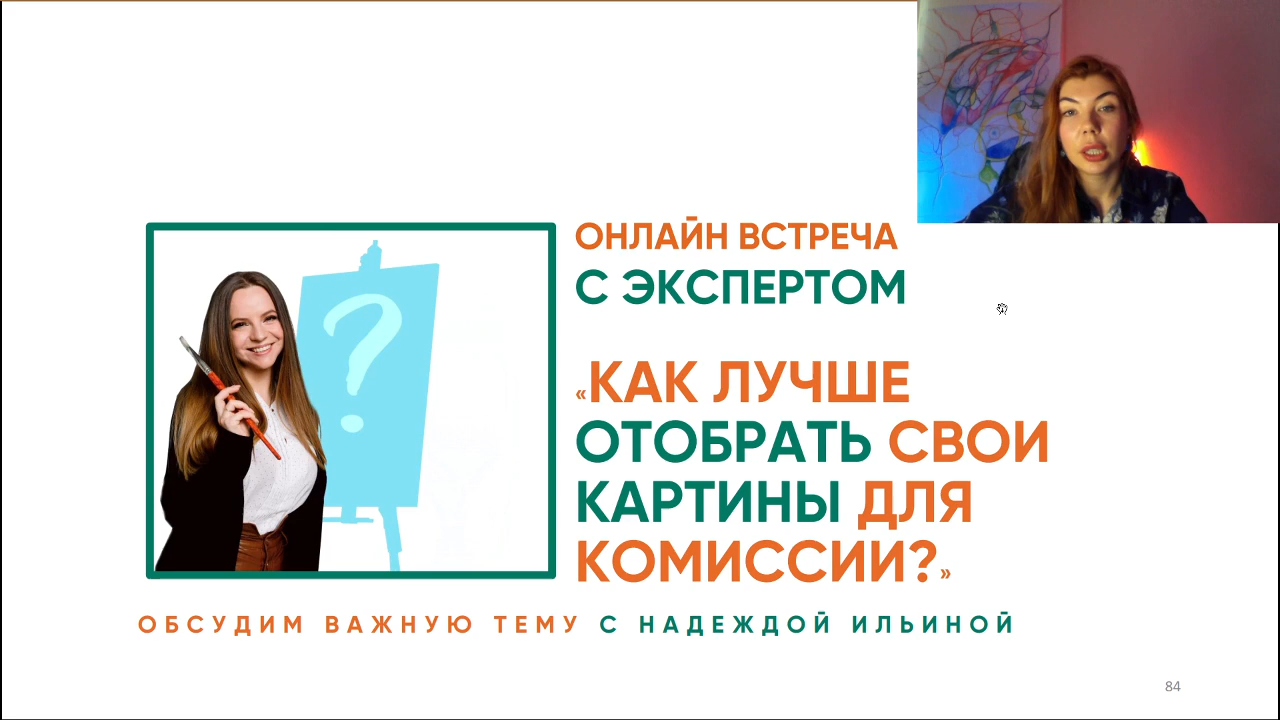 ОНЛАЙН ВСТРЕЧА
С ЭКСПЕРТОМ
«КАК ЛУЧШЕ
ОТОБРАТЬ СВОИ
КАРТИНЫ ДЛЯ
КОМИССИИ?»
ОБСУДИМ ВАЖНУЮ ТЕМУ С НАДЕЖДОЙ ИЛЬИНОЙ
84